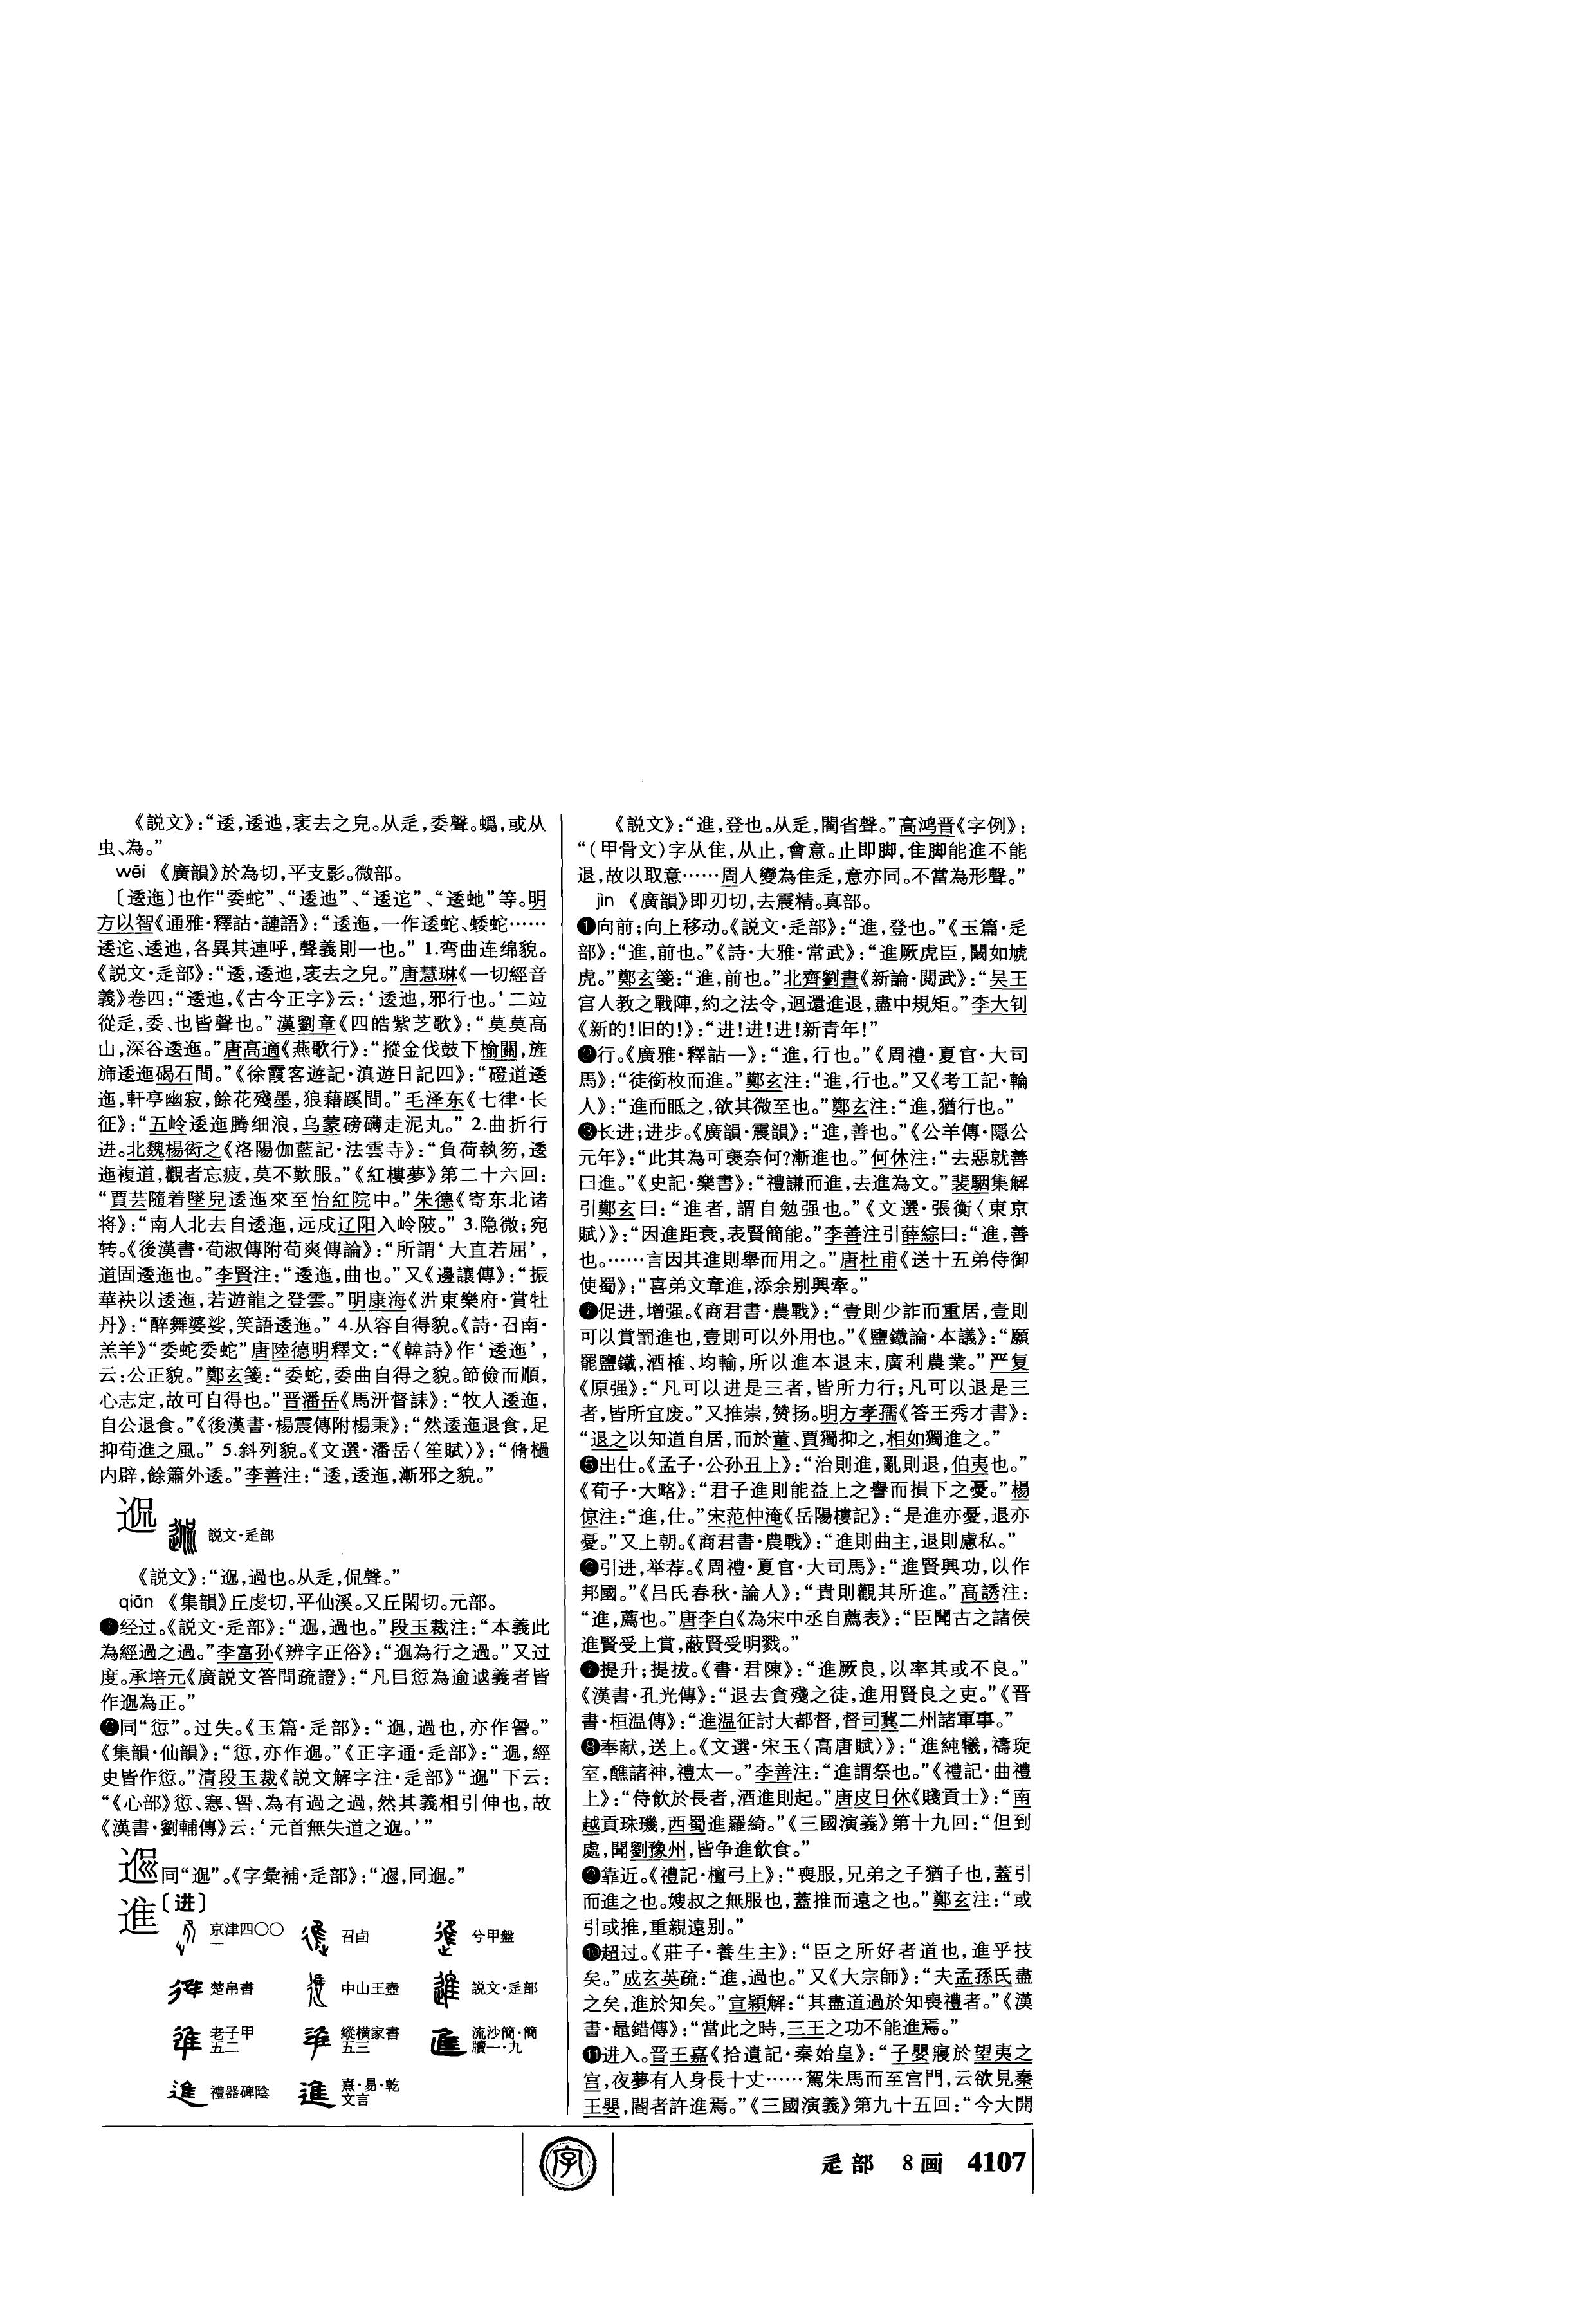 《説文》：“逶，逶迆，衺去之皃。从辵，委聲。蟡，或从
虫、為。”
wēi 《廣韻》於為切，平支影。微部。
〔逶迤〕也作“委蛇”、“逶迆”、“逶迱”、“逶虵”等。明
方以智《通雅·釋詁·謰語》：“逶迤，一作逶蛇、蜲蛇……
逶迱、逶迆，各異其連呼，聲義則一也。” 1.弯曲连绵貌。
《説文·辵部》：“逶，逶迆，衺去之皃。”唐慧琳《一切經音
義》卷四：“逶迆，《古今正字》云：‘逶迆，邪行也。’二竝
從辵，委、也皆聲也。”漢劉章《四皓紫芝歌》：“莫莫高
山，深谷逶迤。”唐高適《燕歌行》：“摐金伐鼓下榆關，旌
旆逶迤碣石間。”《徐霞客遊記·滇遊日記四》：“磴道逶
迤，軒亭幽寂，餘花殘墨，狼藉蹊間。”毛泽东《七律·长
征》：“五岭逶迤腾细浪，乌蒙磅礴走泥丸。” 2.曲折行
进。北魏楊衒之《洛陽伽藍記·法雲寺》：“負荷執笏，逶
迤複道，觀者忘疲，莫不歎服。”《紅樓夢》第二十六回：
“賈芸隨着墜兒逶迤來至怡紅院中。”朱德《寄东北诸
将》：“南人北去自逶迤，远戍辽阳入岭陂。” 3.隐微；宛
转。《後漢書·荀淑傳附荀爽傳論》：“所謂‘大直若屈’，
道固逶迤也。”李賢注：“逶迤，曲也。”又《邊讓傳》：“振
華袂以逶迤，若遊龍之登雲。”明康海《沜東樂府·賞牡
丹》：“醉舞婆娑，笑語逶迤。” 4.从容自得貌。《詩·召南·
羔羊》“委蛇委蛇”唐陸德明釋文：“《韓詩》作‘逶迤’，
云：公正貌。”鄭玄箋：“委蛇，委曲自得之貌。節儉而順，
心志定，故可自得也。”晋潘岳《馬汧督誄》：“牧人逶迤，
自公退食。”《後漢書·楊震傳附楊秉》：“然逶迤退食，足
抑苟進之風。” 5.斜列貌。《文選·潘岳〈笙賦〉》：“脩檛
内辟，餘簫外逶。”李善注：“逶，逶迤，漸邪之貌。”
𨓏 説文·辵部
《説文》：“𨓏，過也。从辵，侃聲。”
qiān 《集韻》丘虔切，平仙溪。又丘閑切。元部。
❶经过。《説文·辵部》：“𨓏，過也。”段玉裁注：“本義此
為經過之過。”李富孙《辨字正俗》：“𨓏為行之過。”又过
度。承培元《廣説文答問疏證》：“凡㠯愆為逾越義者皆
作𨓏為正。”
❷同“愆”。过失。《玉篇·辵部》：“𨓏，過也，亦作諐。”
《集韻·仙韻》：“愆，亦作𨓏。”《正字通·辵部》：“𨓏，經
史皆作愆。”清段玉裁《説文解字注·辵部》“𨓏”下云：
“《心部》愆、寋、諐、為有過之過，然其義相引伸也，故
《漢書·劉輔傳》云：‘元首無失道之𨓏。’”
同“𨓏”。《字彙補·辵部》：“同𨓏。”
進〔进〕
京津四〇〇一 召卣 兮甲盤
楚帛書 中山王壺 説文·辵部
老子甲五二 縱横家書五三 流沙簡·簡牘一·九
禮器碑陰 熹·易·乾文言
《説文》：“進，登也。从辵，閵省聲。”高鸿晋《字例》：
“（甲骨文）字从隹，从止，會意。止即脚，隹脚能進不能
退，故以取意……周人變為隹辵，意亦同。不當為形聲。”
jìn 《廣韻》即刃切，去震精。真部。
❶向前；向上移动。《説文·辵部》：“進，登也。”《玉篇·辵
部》：“進，前也。”《詩·大雅·常武》：“進厥虎臣，闞如虓
虎。”鄭玄箋：“進，前也。”北齊劉晝《新論·閲武》：“吴王
宫人教之戰陣，約之法令，迴還進退，盡中規矩。”李大钊
《新的！旧的！》：“进！进！进！新青年！”
❷行。《廣雅·釋詁一》：“進，行也。”《周禮·夏官·大司
馬》：“徒銜枚而進。”鄭玄注：“進，行也。”又《考工記·輪
人》：“進而眂之，欲其微至也。”鄭玄注：“進，猶行也。”
❸长进；进步。《廣韻·震韻》：“進，善也。”《公羊傳·隱公
元年》：“此其為可褒奈何？漸進也。”何休注：“去惡就善
曰進。”《史記·樂書》：“禮謙而進，去進為文。”裴駰集解
引鄭玄曰：“進者，謂自勉强也。”《文選·張衡〈東京
賦〉》：“因進距衰，表賢簡能。”李善注引薛綜曰：“進，善
也。……言因其進則舉而用之。”唐杜甫《送十五弟侍御
使蜀》：“喜弟文章進，添余别興牽。”
❹促进，增强。《商君書·農戰》：“壹則少詐而重居，壹則
可以賞罰進也，壹則可以外用也。”《鹽鐵論·本議》：“願
罷鹽鐵，酒榷、均輸，所以進本退末，廣利農業。”严复
《原强》：“凡可以进是三者，皆所力行；凡可以退是三
者，皆所宜废。”又推崇，赞扬。明方孝孺《答王秀才書》：
“退之以知道自居，而於董、賈獨抑之，相如獨進之。”
❺出仕。《孟子·公孙丑上》：“治則進，亂則退，伯夷也。”
《荀子·大略》：“君子進則能益上之譽而損下之憂。”楊
倞注：“進，仕。”宋范仲淹《岳陽樓記》：“是進亦憂，退亦
憂。”又上朝。《商君書·農戰》：“進則曲主，退則慮私。”
❻引进，举荐。《周禮·夏官·大司馬》：“進賢興功，以作
邦國。”《吕氏春秋·論人》：“貴則觀其所進。”高誘注：
“進，薦也。”唐李白《為宋中丞自薦表》：“臣聞古之諸侯
進賢受上賞，蔽賢受明戮。”
❼提升；提拔。《書·君陳》：“進厥良，以率其或不良。”
《漢書·孔光傳》：“退去貪殘之徒，進用賢良之吏。”《晋
書·桓温傳》：“進温征討大都督，督司冀二州諸軍事。”
❽奉献，送上。《文選·宋玉〈高唐賦〉》：“進純犧，禱琁
室，醮諸神，禮太一。”李善注：“進謂祭也。”《禮記·曲禮
上》：“侍飲於長者，酒進則起。”唐皮日休《賤貢士》：“南
越貢珠璣，西蜀進羅綺。”《三國演義》第十九回：“但到
處，聞劉豫州，皆争進飲食。”
❾靠近。《禮記·檀弓上》：“喪服，兄弟之子猶子也，蓋引
而進之也。嫂叔之無服也，蓋推而遠之也。”鄭玄注：“或
引或推，重親遠别。”
❿超过。《莊子·養生主》：“臣之所好者道也，進乎技
矣。”成玄英疏：“進，過也。”又《大宗師》：“夫孟孫氏盡
之矣，進於知矣。”宣穎解：“其盡道過於知喪禮者。”《漢
書·鼂錯傳》：“當此之時，三王之功不能進焉。”
⓫进入。晋王嘉《拾遺記·秦始皇》：“子嬰寢於望夷之
宫，夜夢有人身長十丈……駕朱馬而至宫門，云欲見秦
王嬰，閽者許進焉。”《三國演義》第九十五回：“今大開
字
辵部 8画 4107